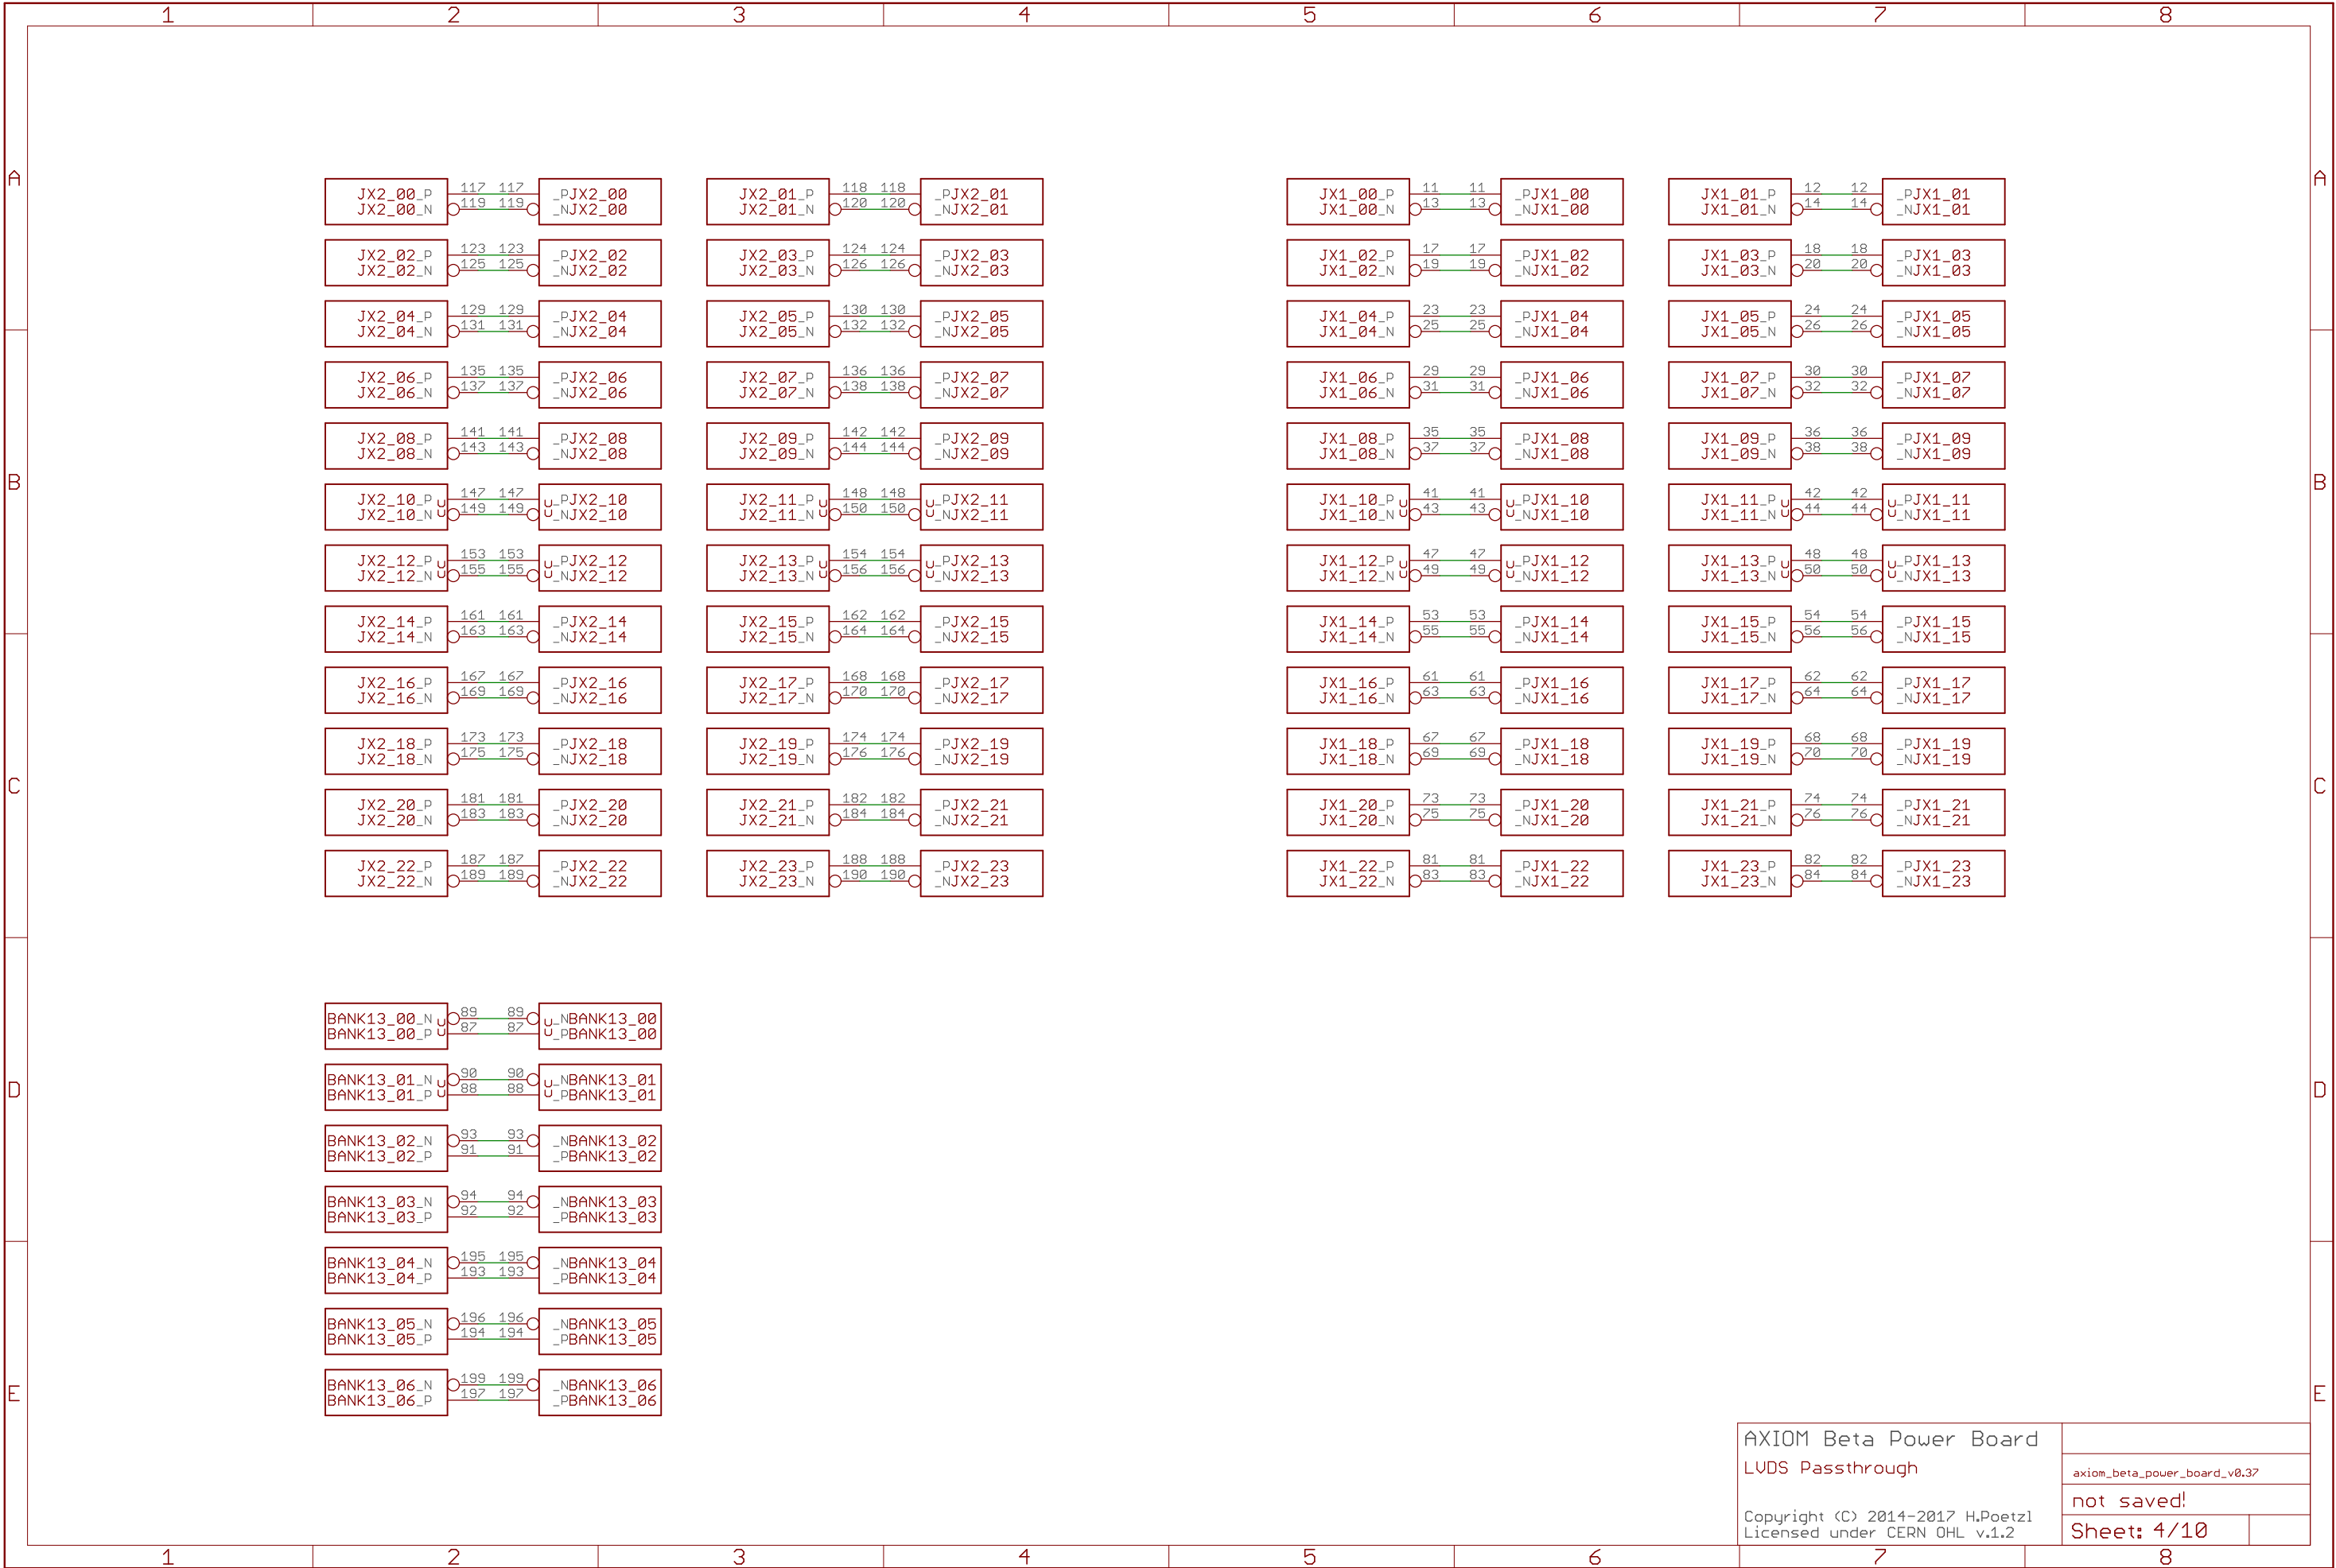 1 2 3 4 5 6 7 8
A A
JX2_00_P 117 117 _PJX2_00 JX2_01_P 118 118 _PJX2_01 JX1_00_P 11 11 _PJX1_00 JX1_01_P 12 12 _PJX1_01
JX2_00_N 119 119 _NJX2_00 JX2_01_N 120 120 _NJX2_01 JX1_00_N 13 13 _NJX1_00 JX1_01_N 14 14 _NJX1_01
JX2_02_P 123 123 _PJX2_02 JX2_03_P 124 124 _PJX2_03 JX1_02_P 17 17 _PJX1_02 JX1_03_P 18 18 _PJX1_03
JX2_02_N 125 125 _NJX2_02 JX2_03_N 126 126 _NJX2_03 JX1_02_N 19 19 _NJX1_02 JX1_03_N 20 20 _NJX1_03
JX2_04_P 129 129 _PJX2_04 JX2_05_P 130 130 _PJX2_05 JX1_04_P 23 23 _PJX1_04 JX1_05_P 24 24 _PJX1_05
JX2_04_N 131 131 _NJX2_04 JX2_05_N 132 132 _NJX2_05 JX1_04_N 25 25 _NJX1_04 JX1_05_N 26 26 _NJX1_05
JX2_06_P 135 135 _PJX2_06 JX2_07_P 136 136 _PJX2_07 JX1_06_P 29 29 _PJX1_06 JX1_07_P 30 30 _PJX1_07
JX2_06_N 137 137 _NJX2_06 JX2_07_N 138 138 _NJX2_07 JX1_06_N 31 31 _NJX1_06 JX1_07_N 32 32 _NJX1_07
JX2_08_P 141 141 _PJX2_08 JX2_09_P 142 142 _PJX2_09 JX1_08_P 35 35 _PJX1_08 JX1_09_P 36 36 _PJX1_09
JX2_08_N 143 143 _NJX2_08 JX2_09_N 144 144 _NJX2_09 JX1_08_N 37 37 _NJX1_08 JX1_09_N 38 38 _NJX1_09
B B
JX2_10_P 147 147 _PJX2_10 JX2_11_P 148 148 _PJX2_11 JX1_10_P 41 41 _PJX1_10 JX1_11_P 42 42 _PJX1_11
JX2_10_N 149 149 _NJX2_10 JX2_11_N 150 150 _NJX2_11 JX1_10_N 43 43 _NJX1_10 JX1_11_N 44 44 _NJX1_11
JX2_12_P 153 153 _PJX2_12 JX2_13_P 154 154 _PJX2_13 JX1_12_P 47 47 _PJX1_12 JX1_13_P 48 48 _PJX1_13
JX2_12_N 155 155 _NJX2_12 JX2_13_N 156 156 _NJX2_13 JX1_12_N 49 49 _NJX1_12 JX1_13_N 50 50 _NJX1_13
JX2_14_P 161 161 _PJX2_14 JX2_15_P 162 162 _PJX2_15 JX1_14_P 53 53 _PJX1_14 JX1_15_P 54 54 _PJX1_15
JX2_14_N 163 163 _NJX2_14 JX2_15_N 164 164 _NJX2_15 JX1_14_N 55 55 _NJX1_14 JX1_15_N 56 56 _NJX1_15
JX2_16_P 167 167 _PJX2_16 JX2_17_P 168 168 _PJX2_17 JX1_16_P 61 61 _PJX1_16 JX1_17_P 62 62 _PJX1_17
JX2_16_N 169 169 _NJX2_16 JX2_17_N 170 170 _NJX2_17 JX1_16_N 63 63 _NJX1_16 JX1_17_N 64 64 _NJX1_17
JX2_18_P 173 173 _PJX2_18 JX2_19_P 174 174 _PJX2_19 JX1_18_P 67 67 _PJX1_18 JX1_19_P 68 68 _PJX1_19
JX2_18_N 175 175 _NJX2_18 JX2_19_N 176 176 _NJX2_19 JX1_18_N 69 69 _NJX1_18 JX1_19_N 70 70 _NJX1_19
C C
JX2_20_P 181 181 _PJX2_20 JX2_21_P 182 182 _PJX2_21 JX1_20_P 73 73 _PJX1_20 JX1_21_P 74 74 _PJX1_21
JX2_20_N 183 183 _NJX2_20 JX2_21_N 184 184 _NJX2_21 JX1_20_N 75 75 _NJX1_20 JX1_21_N 76 76 _NJX1_21
JX2_22_P 187 187 _PJX2_22 JX2_23_P 188 188 _PJX2_23 JX1_22_P 81 81 _PJX1_22 JX1_23_P 82 82 _PJX1_23
JX2_22_N 189 189 _NJX2_22 JX2_23_N 190 190 _NJX2_23 JX1_22_N 83 83 _NJX1_22 JX1_23_N 84 84 _NJX1_23
BANK13_00_N 89 89 _NBANK13_00
BANK13_00_P 87 87 _PBANK13_00
BANK13_01_N 90 90 _NBANK13_01
D D
BANK13_01_P 88 88 _PBANK13_01
BANK13_02_N 93 93 _NBANK13_02
BANK13_02_P 91 91 _PBANK13_02
BANK13_03_N 94 94 _NBANK13_03
BANK13_03_P 92 92 _PBANK13_03
BANK13_04_N 195 195 _NBANK13_04
BANK13_04_P 193 193 _PBANK13_04
BANK13_05_N 196 196 _NBANK13_05
BANK13_05_P 194 194 _PBANK13_05
BANK13_06_N 199 199 _NBANK13_06
E E
BANK13_06_P 197 197 _PBANK13_06
AXIOM Beta Power Board
LVDS Passthrough
axiom_beta_power_board_v0.37
not saved!
Copyright (C) 2014-2017 H.Poetzl
Licensed under CERN OHL v.1.2
Sheet: 4/10
1 2 3 4 5 6 7 8